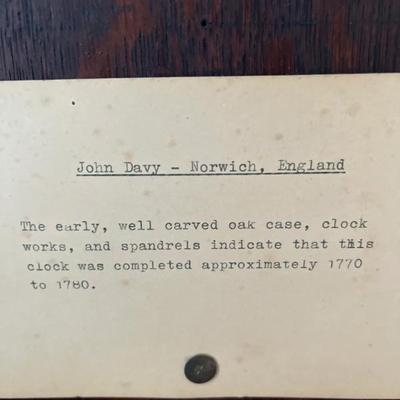 John Davy - Norwich, England
The early, well carved oak case, clock
works, and spandrels indicate that this
clock was completed approximately 1770
to 1780.